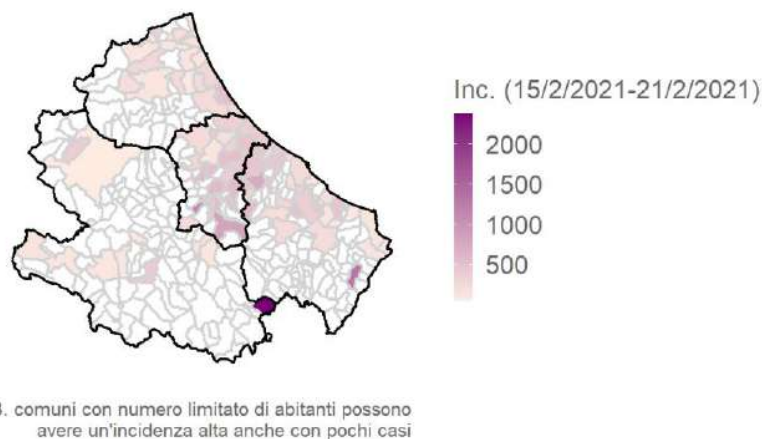 Inc. (15/2/2021-21/2/2021)
2000
1500
1000
500
. comuni con numero limitato di abitanti possono
avere un'incidenza alta anche con pochi casi